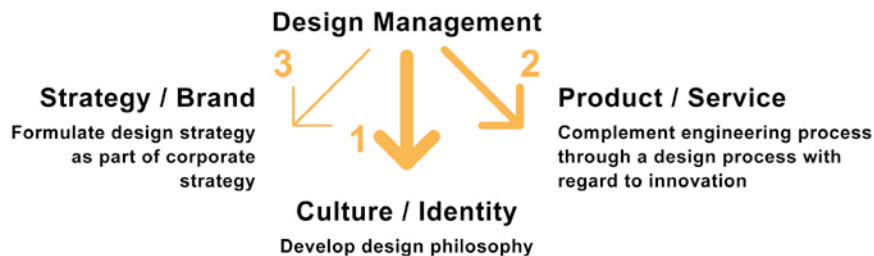 Design Management
3
2
Strategy / Brand
Formulate design strategy
as part of corporate
strategy
1
Product / Service
Complement engineering process
through a design process with
regard to innovation
Culture / Identity
Develop design philosophy